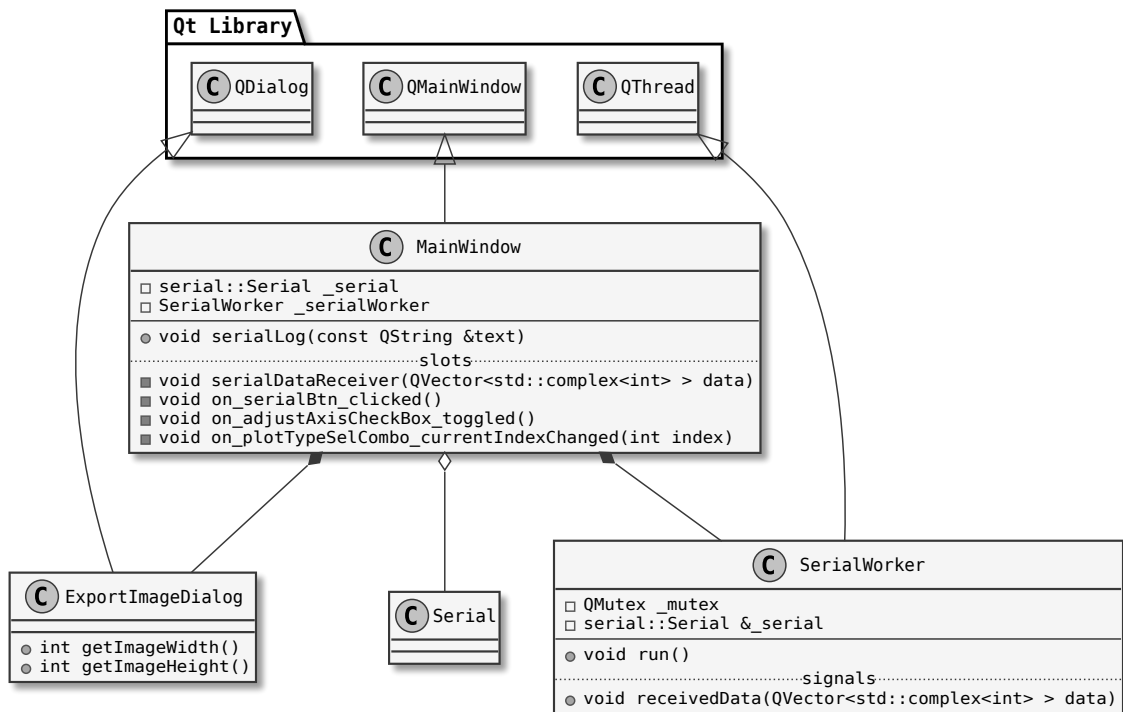 Qt Library
C QDialog
C QMainWindow
C QThread
C MainWindow
serial::Serial _serial
SerialWorker _serialWorker
void serialLog(const QString &text)
slots
void serialDataReceiver(QVector<std::complex<int> > data)
void on_serialBtn_clicked()
void on_adjustAxisCheckBox_toggled()
void on_plotTypeSelCombo_currentIndexChanged(int index)
C ExportImageDialog
int getImageWidth()
int getImageHeight()
C Serial
C SerialWorker
QMutex _mutex
serial::Serial &_serial
void run()
signals
void receivedData(QVector<std::complex<int> > data)